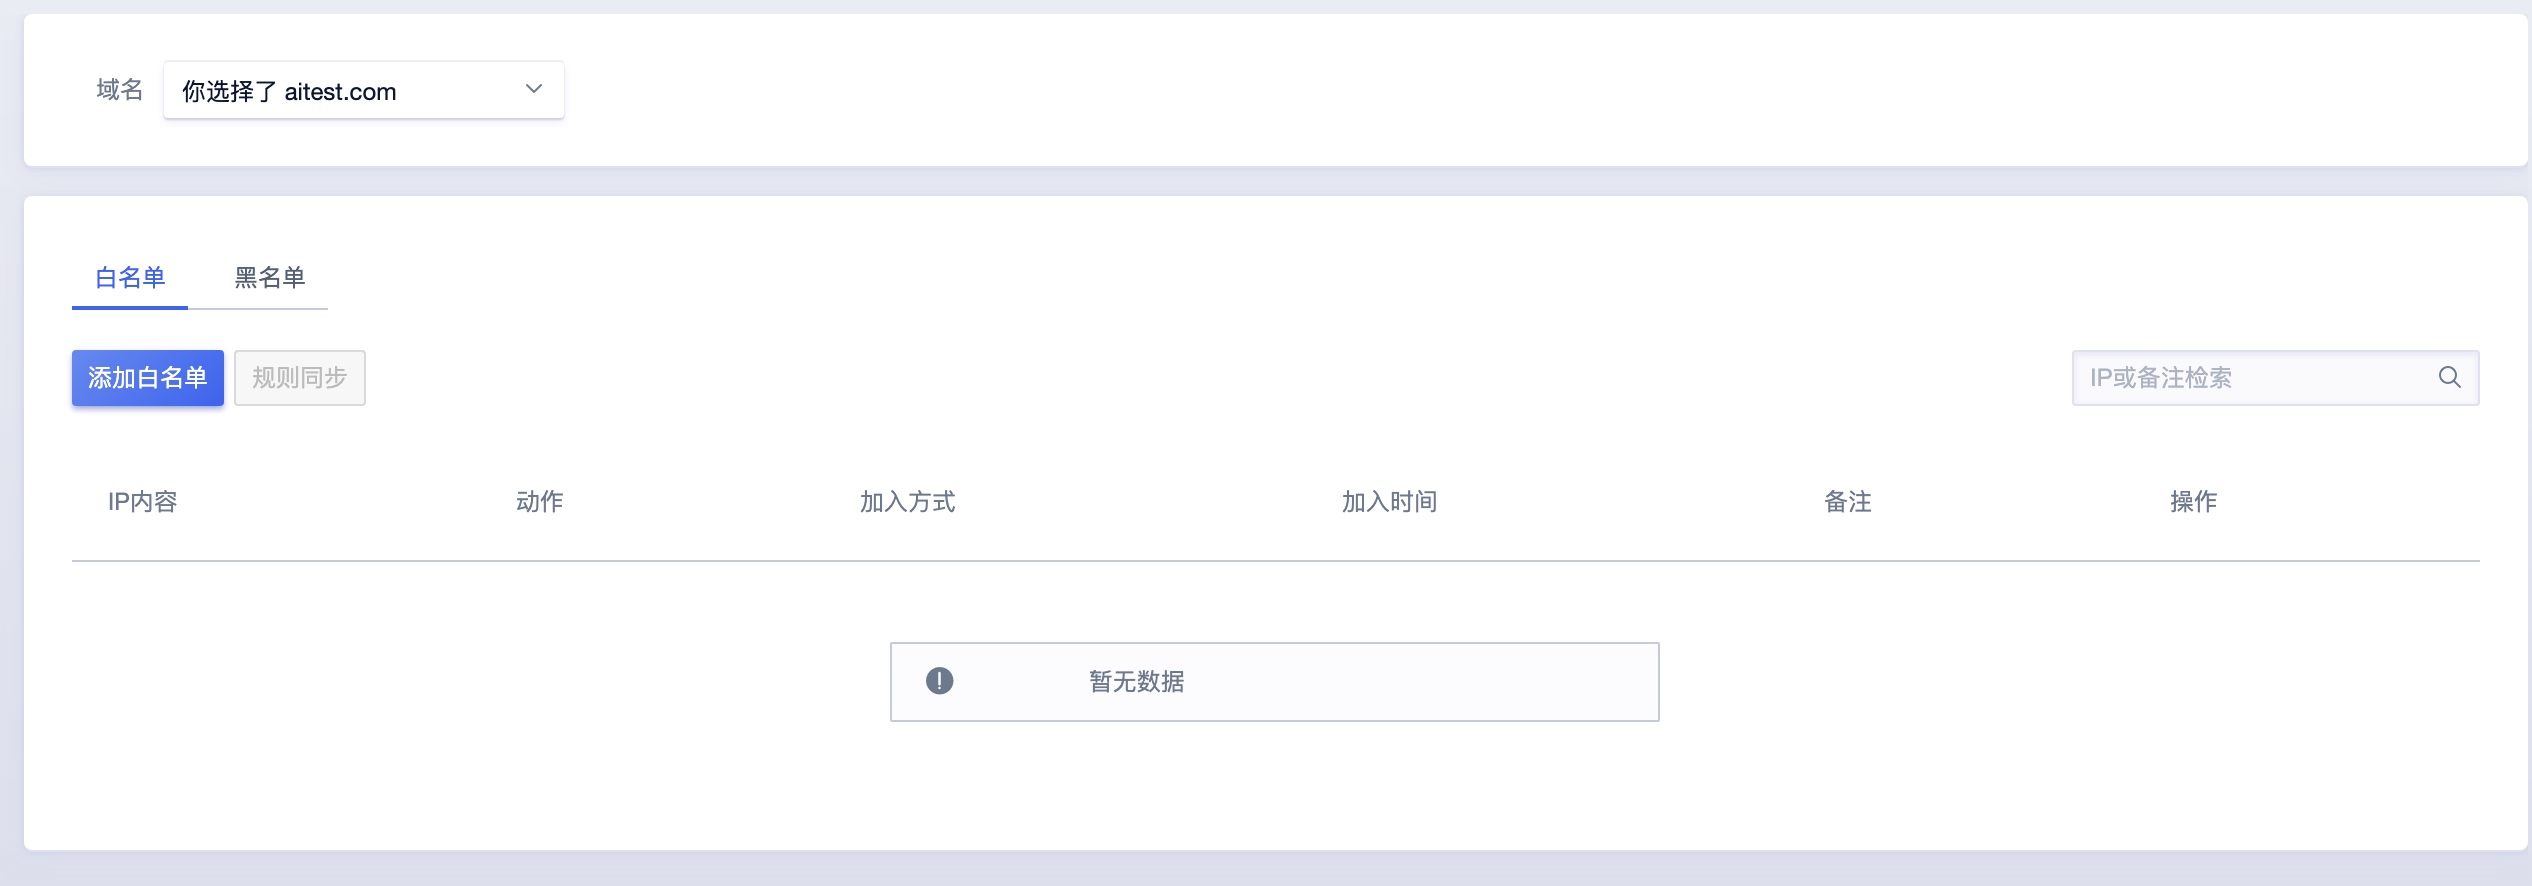 域名 你选择了 aitest.com
白名单 黑名单
添加白名单 规则同步 IP或备注检索
IP内容 动作 加入方式 加入时间 备注 操作
暂无数据